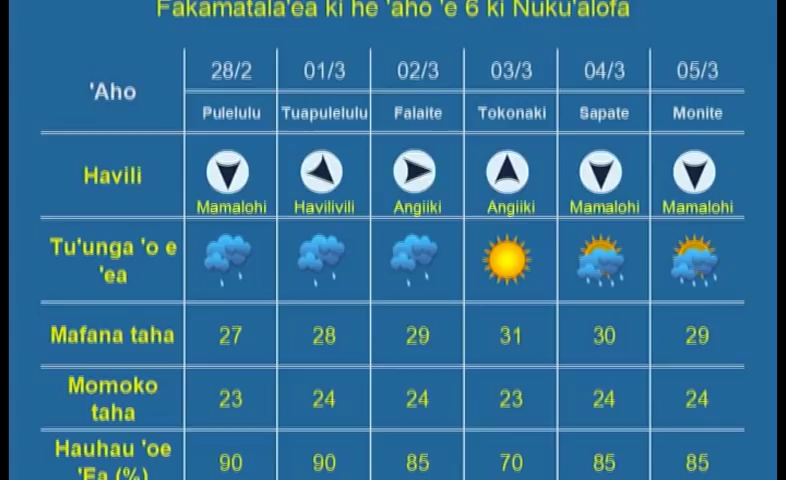 Fakamatala'ea ki he 'aho 'e 6 ki Nuku'alofa
'Aho
28/2 01/3 02/3 03/3 04/3 05/3
Pulelulu Tuapulelulu Falaite Tokonaki Sapate Monite
Havili
Mamalohi Havilivili Angiiki Angiiki Mamalohi Mamalohi
Tu'unga 'o e
'ea
Mafana taha 27 28 29 31 30 29
Momoko
taha
23 24 24 23 24 24
Hauhau 'oe
'Ea (%)
90 90 85 70 85 85